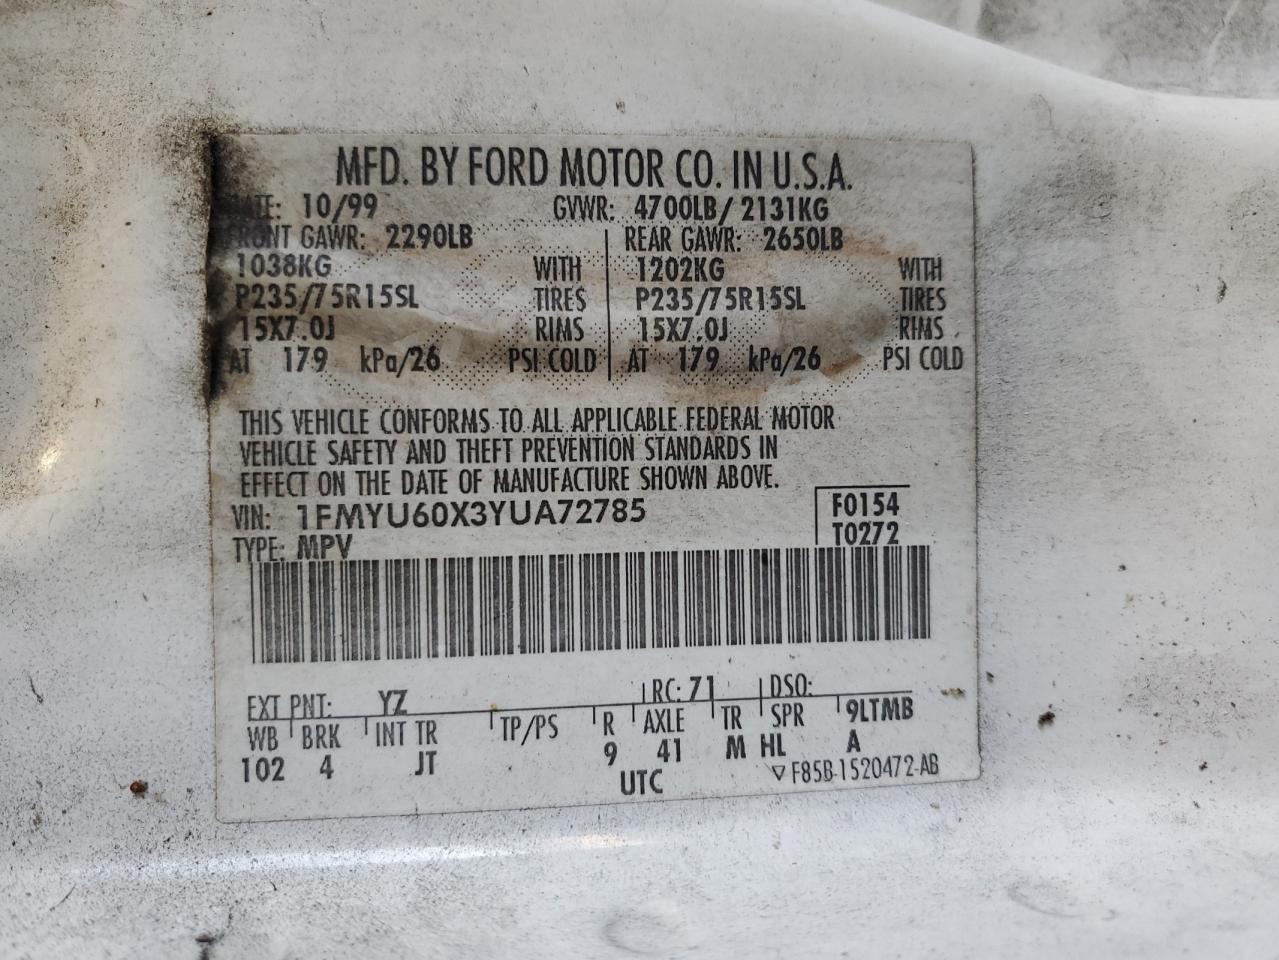 MFD. BY FORD MOTOR CO. IN U.S.A.
DATE: 10/99 GVWR: 4700LB/ 2131KG
FRONT GAWR: 2290LB REAR GAWR: 2650LB
1038KG WITH 1202KG WITH
P235/75R15SL TIRES P235/75R15SL TIRES
15X7.0J RIMS 15X7.0J RIMS
AT 179 kPa/26 PSI COLD AT 179 kPa/26 PSI COLD
THIS VEHICLE CONFORMS TO ALL APPLICABLE FEDERAL MOTOR
VEHICLE SAFETY AND THEFT PREVENTION STANDARDS IN
EFFECT ON THE DATE OF MANUFACTURE SHOWN ABOVE.
VIN: 1FMYU60X3YUA72785 F0154
TYPE: MPV T0272
EXT PNT: YZ RC: 71 DSO:
WB BRK INT TR TP/PS R AXLE TR SPR 9LTMB
102 4 JT 9 41 M HL A
UTC ▽F85B-1520472-AB